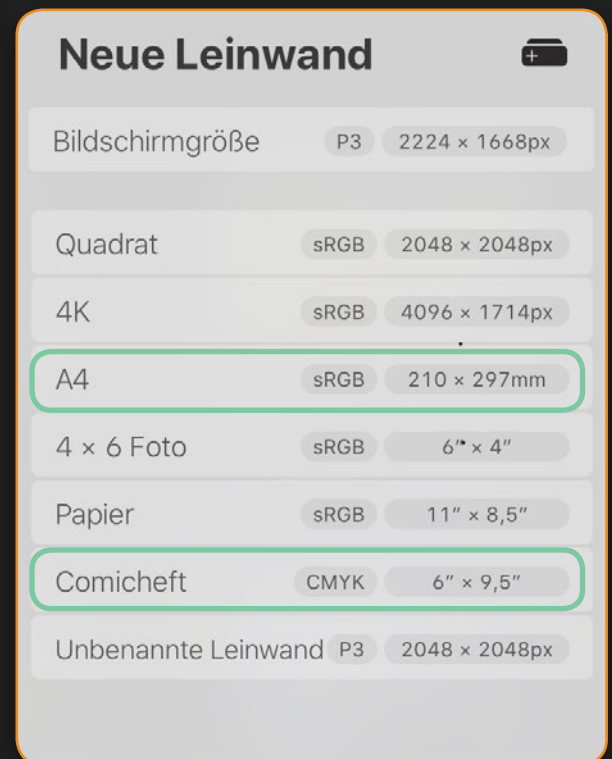 Neue Leinwand
Bildschirmgröße P3 2224 × 1668px
Quadrat sRGB 2048 × 2048px
4K sRGB 4096 × 1714px
A4 sRGB 210 × 297mm
4 × 6 Foto sRGB 6" × 4"
Papier sRGB 11" × 8,5"
Comicheft CMYK 6" × 9,5"
Unbenannte Leinwand P3 2048 × 2048px